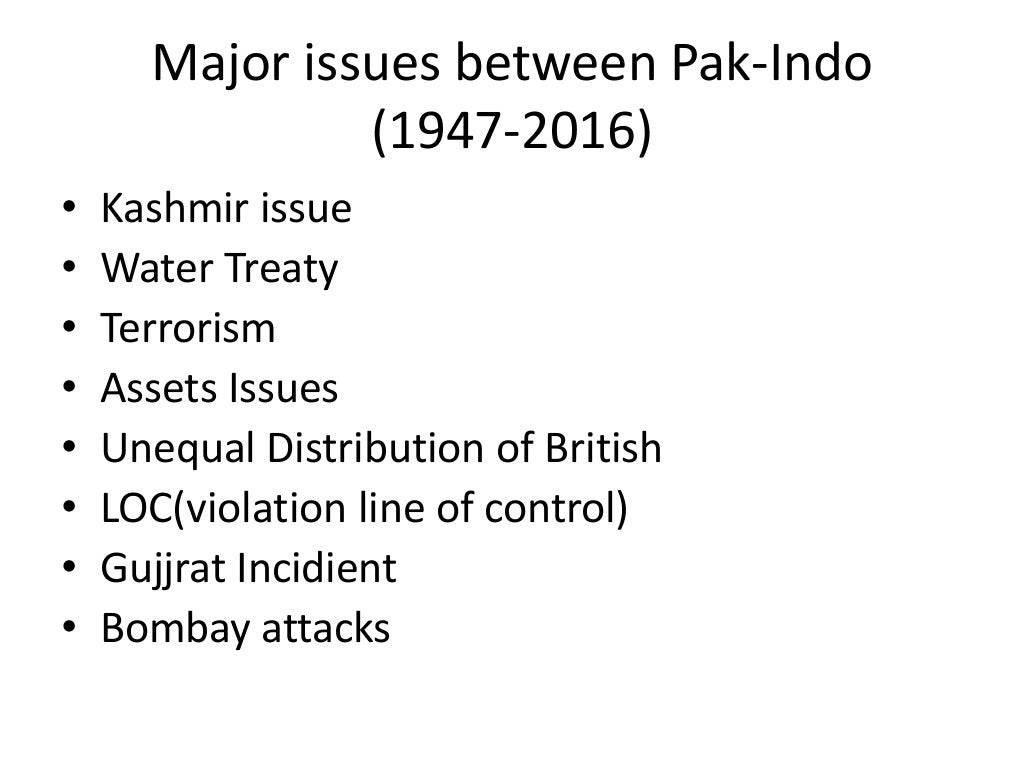 Major issues between Pak-Indo
(1947-2016)
• Kashmir issue
• Water Treaty
• Terrorism
• Assets Issues
• Unequal Distribution of British
• LOC(violation line of control)
• Gujjrat Incidient
• Bombay attacks